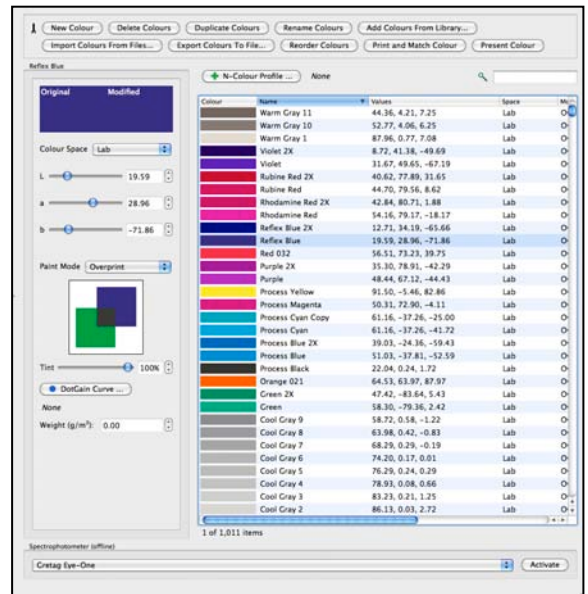 New Colour Delete Colours Duplicate Colours Rename Colours Add Colours From Library...
Import Colours From Files... Export Colours To File... Reorder Colours Print and Match Colour Present Colour
Reflex Blue
Original Modified
Colour Space Lab
L 19.59
a 28.96
b -71.86
Paint Mode Overprint
Tint 100%
DotGain Curve ...
None
Weight (g/m²): 0.00
N-Colour Profile ... None
Colour Name Values Space
Warm Gray 11 44.36, 4.21, 7.25 Lab
Warm Gray 10 52.77, 4.06, 6.25 Lab
Warm Gray 1 87.96, 0.77, 7.08 Lab
Violet 2X 8.72, 41.38, -49.69 Lab
Violet 31.67, 49.65, -67.19 Lab
Rubine Red 2X 40.62, 77.89, 31.65 Lab
Rubine Red 44.70, 79.56, 8.62 Lab
Rhodamine Red 2X 42.84, 80.71, 1.88 Lab
Rhodamine Red 54.16, 79.17, -18.17 Lab
Reflex Blue 2X 12.71, 34.19, -65.66 Lab
Reflex Blue 19.59, 28.96, -71.86 Lab
Red 032 56.51, 73.23, 39.75 Lab
Purple 2X 35.30, 78.91, -42.29 Lab
Purple 48.44, 67.12, -44.43 Lab
Process Yellow 91.50, -5.46, 82.86 Lab
Process Magenta 50.31, 72.90, -4.11 Lab
Process Cyan Copy 61.16, -37.26, -25.00 Lab
Process Cyan 61.16, -37.26, -41.72 Lab
Process Blue 2X 39.03, -24.36, -59.43 Lab
Process Blue 51.03, -37.81, -52.59 Lab
Process Black 22.04, 0.24, 1.72 Lab
Orange 021 64.53, 63.97, 87.97 Lab
Green 2X 47.42, -83.64, 5.43 Lab
Green 58.30, -79.36, 2.42 Lab
Cool Gray 9 58.72, 0.58, -1.22 Lab
Cool Gray 8 63.98, 0.42, -0.83 Lab
Cool Gray 7 68.29, 0.29, -0.19 Lab
Cool Gray 6 74.20, 0.17, 0.01 Lab
Cool Gray 5 76.29, 0.24, 0.29 Lab
Cool Gray 4 78.93, 0.08, 0.66 Lab
Cool Gray 3 83.23, 0.21, 1.25 Lab
Cool Gray 2 86.13, 0.03, 2.72 Lab
1 of 1,011 items
Spectrophotometer (offline)
Gretag Eye-One Activate